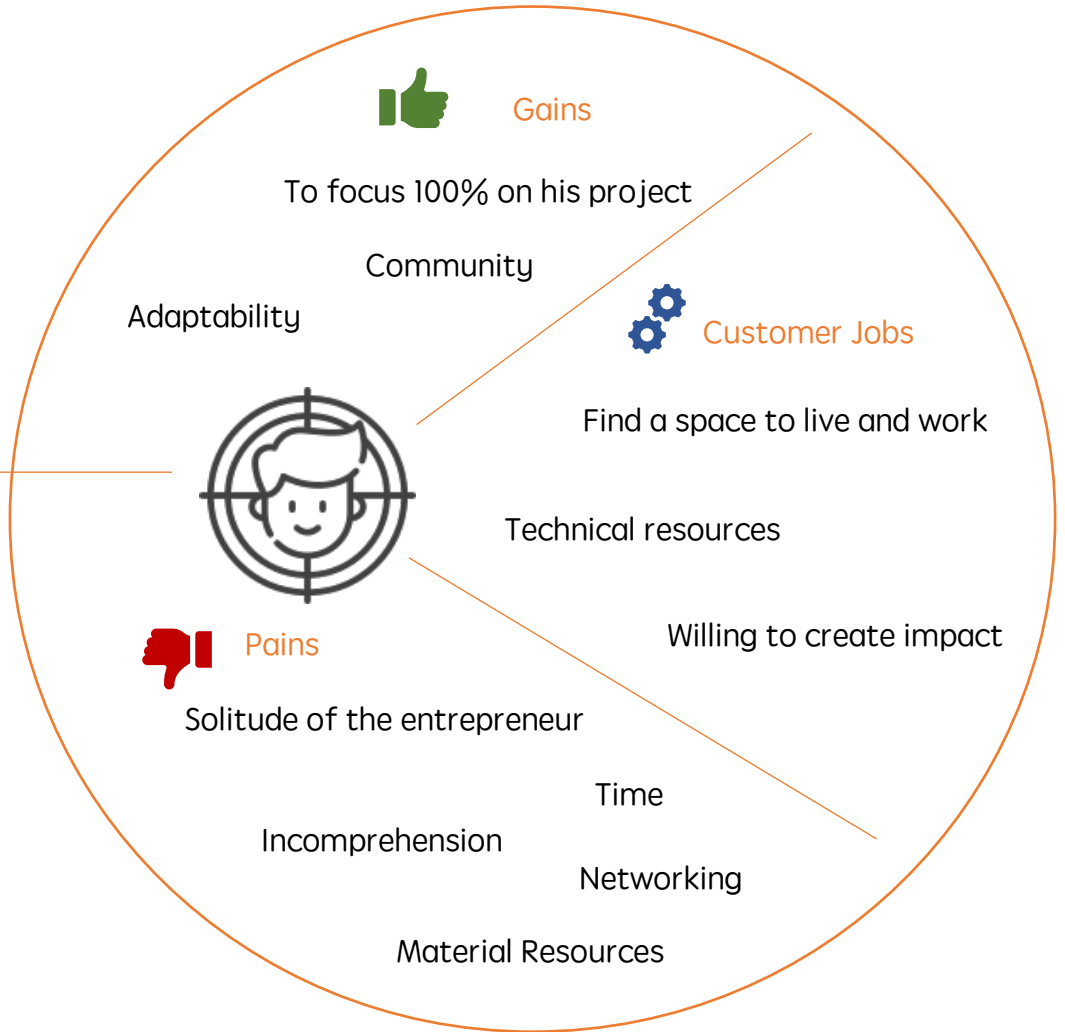 Gains
To focus 100% on his project
Community
Adaptability
Customer Jobs
Find a space to live and work
Technical resources
Willing to create impact
Pains
Solitude of the entrepreneur
Time
Incomprehension
Networking
Material Resources